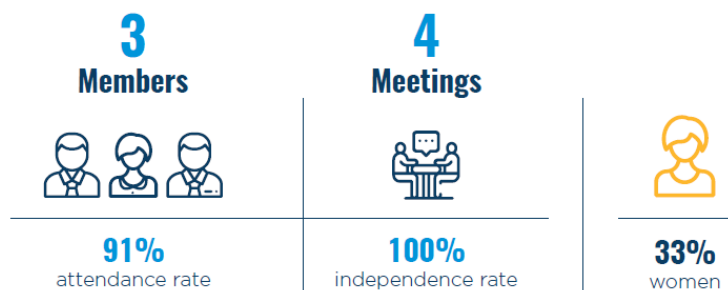 3
Members
4
Meetings
91%
attendance rate
100%
independence rate
33%
women